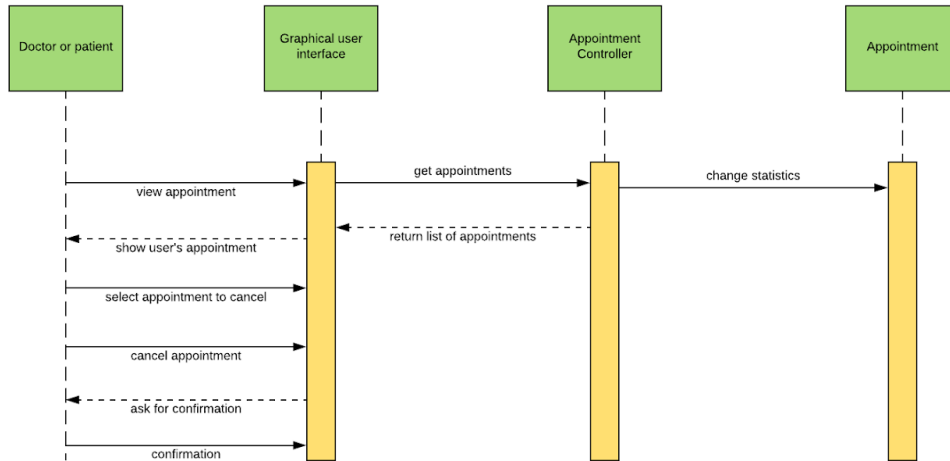 Doctor or patient
Graphical user
interface
Appointment
Controller
Appointment
view appointment
get appointments
change statistics
show user's appointment
return list of appointments
select appointment to cancel
cancel appointment
ask for confirmation
confirmation